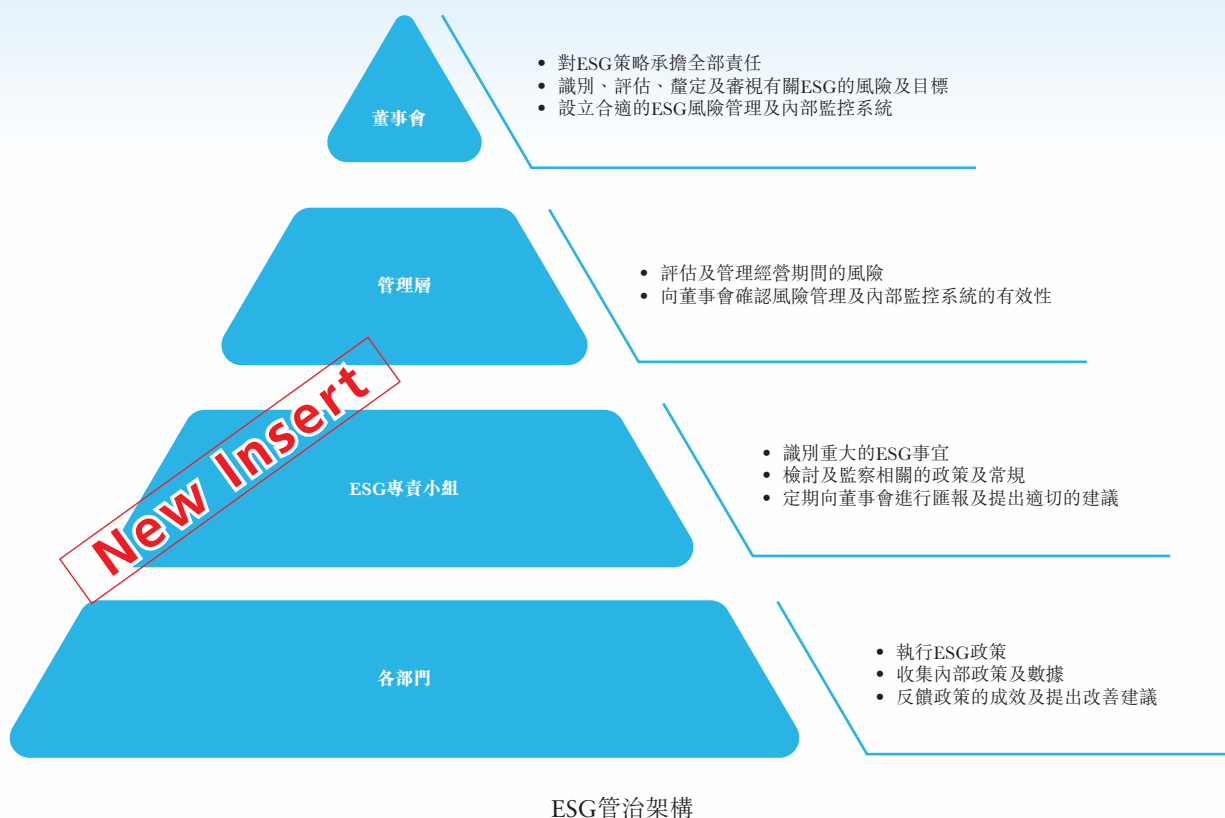 董事會
• 對ESG策略承擔全部責任
• 識別、評估、釐定及審視有關ESG的風險及目標
• 設立合適的ESG風險管理及內部監控系統
管理層
• 評估及管理經營期間的風險
• 向董事會確認風險管理及內部監控系統的有效性
New Insert
ESG專責小組
• 識別重大的ESG事宜
• 檢討及監察相關的政策及常規
• 定期向董事會進行匯報及提出適切的建議
各部門
• 執行ESG政策
• 收集內部政策及數據
• 反饋政策的成效及提出改善建議
ESG管治架構